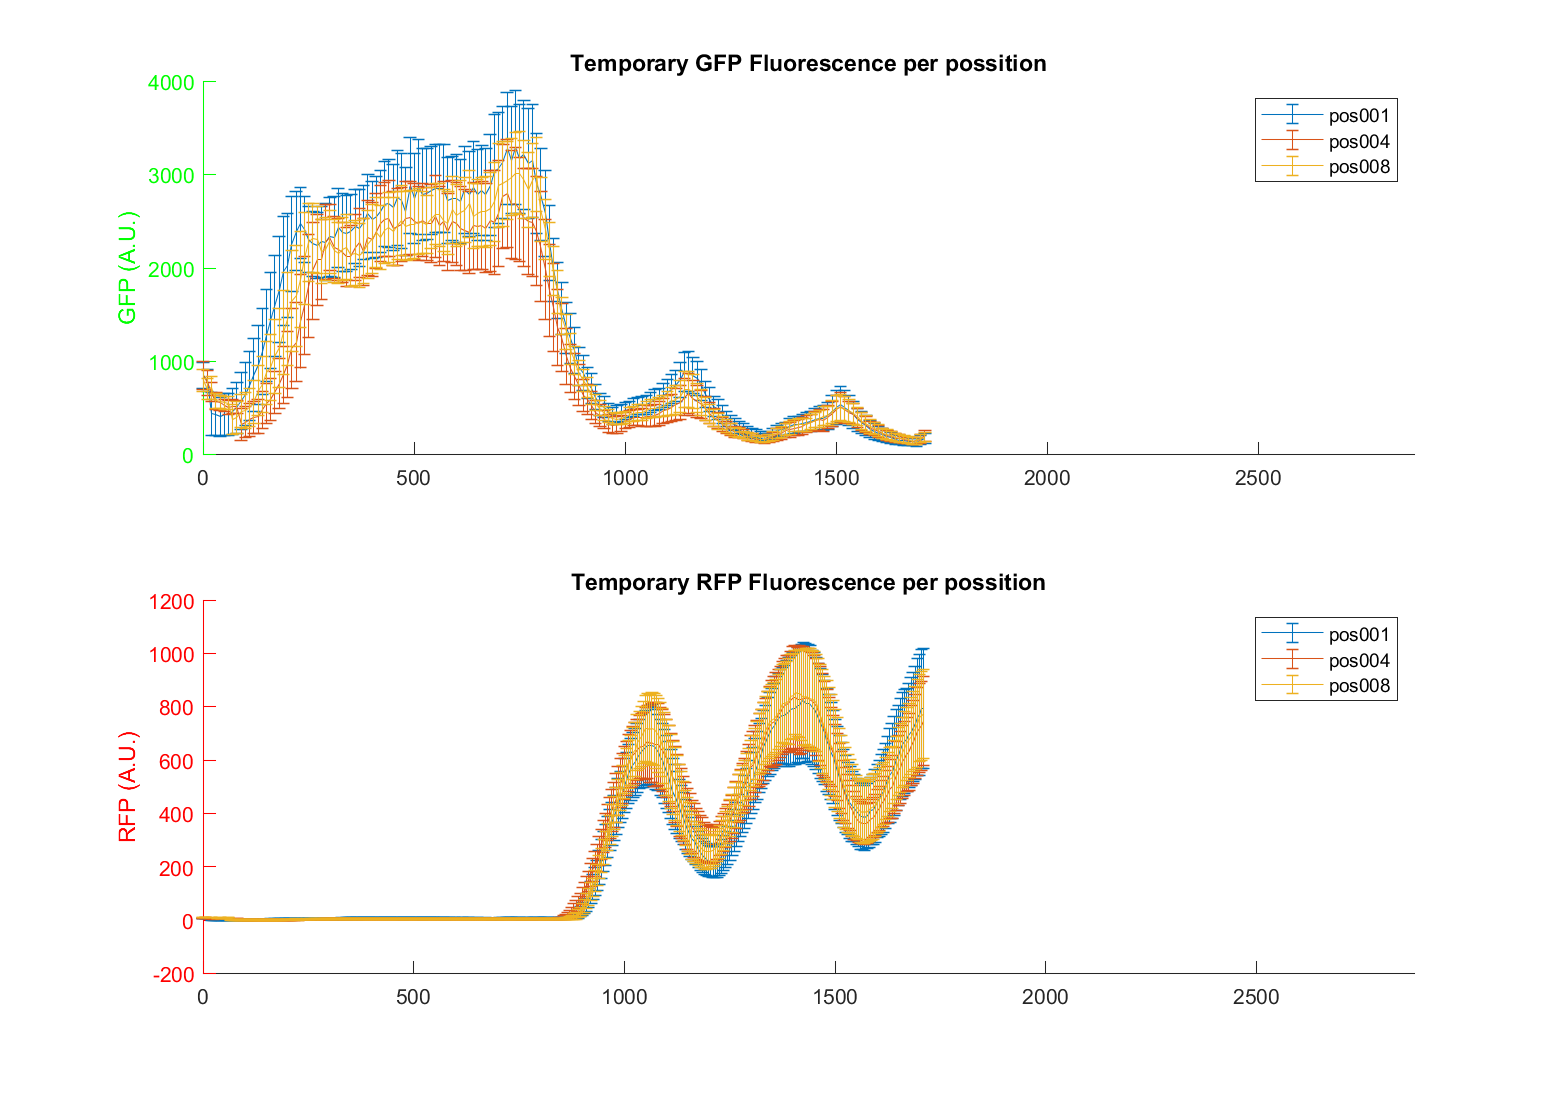 Temporary GFP Fluorescence per possition
4000
3000
2000
1000
0
GFP (A.U.)
0 500 1000 1500 2000 2500
pos001
pos004
pos008
Temporary RFP Fluorescence per possition
1200
1000
800
600
400
200
0
-200
RFP (A.U.)
0 500 1000 1500 2000 2500
pos001
pos004
pos008